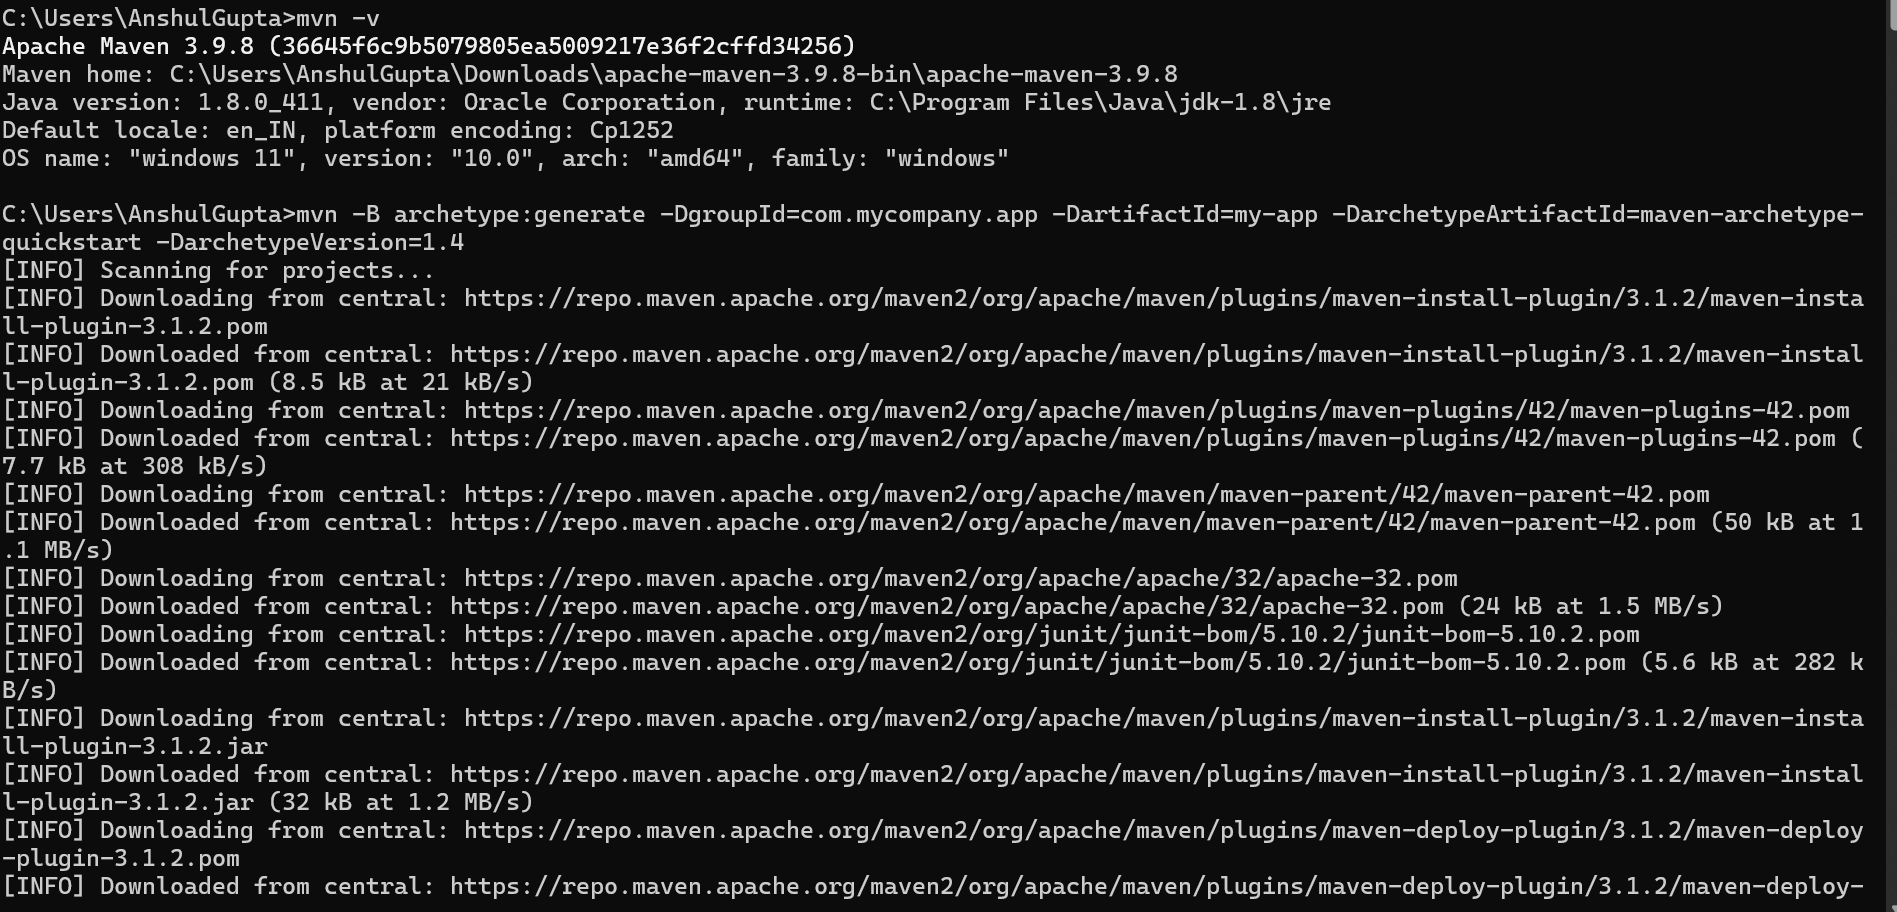 C:\Users\AnshulGupta>mvn -v
Apache Maven 3.9.8 (36645f6c9b5079805ea5009217e36f2cffd34256)
Maven home: C:\Users\AnshulGupta\Downloads\apache-maven-3.9.8-bin\apache-maven-3.9.8
Java version: 1.8.0_411, vendor: Oracle Corporation, runtime: C:\Program Files\Java\jdk-1.8\jre
Default locale: en_IN, platform encoding: Cp1252
OS name: "windows 11", version: "10.0", arch: "amd64", family: "windows"
C:\Users\AnshulGupta>mvn -B archetype:generate -DgroupId=com.mycompany.app -DartifactId=my-app -DarchetypeArtifactId=maven-archetype-
quickstart -DarchetypeVersion=1.4
[INFO] Scanning for projects...
[INFO] Downloading from central: https://repo.maven.apache.org/maven2/org/apache/maven/plugins/maven-install-plugin/3.1.2/maven-insta
ll-plugin-3.1.2.pom
[INFO] Downloaded from central: https://repo.maven.apache.org/maven2/org/apache/maven/plugins/maven-install-plugin/3.1.2/maven-instal
l-plugin-3.1.2.pom (8.5 kB at 21 kB/s)
[INFO] Downloading from central: https://repo.maven.apache.org/maven2/org/apache/maven/plugins/maven-plugins/42/maven-plugins-42.pom
[INFO] Downloaded from central: https://repo.maven.apache.org/maven2/org/apache/maven/plugins/maven-plugins/42/maven-plugins-42.pom (
7.7 kB at 308 kB/s)
[INFO] Downloading from central: https://repo.maven.apache.org/maven2/org/apache/maven/maven-parent/42/maven-parent-42.pom
[INFO] Downloaded from central: https://repo.maven.apache.org/maven2/org/apache/maven/maven-parent/42/maven-parent-42.pom (50 kB at 1
.1 MB/s)
[INFO] Downloading from central: https://repo.maven.apache.org/maven2/org/apache/apache/32/apache-32.pom
[INFO] Downloaded from central: https://repo.maven.apache.org/maven2/org/apache/apache/32/apache-32.pom (24 kB at 1.5 MB/s)
[INFO] Downloading from central: https://repo.maven.apache.org/maven2/org/junit/junit-bom/5.10.2/junit-bom-5.10.2.pom
[INFO] Downloaded from central: https://repo.maven.apache.org/maven2/org/junit/junit-bom/5.10.2/junit-bom-5.10.2.pom (5.6 kB at 282 k
B/s)
[INFO] Downloading from central: https://repo.maven.apache.org/maven2/org/apache/maven/plugins/maven-install-plugin/3.1.2/maven-insta
ll-plugin-3.1.2.jar
[INFO] Downloaded from central: https://repo.maven.apache.org/maven2/org/apache/maven/plugins/maven-install-plugin/3.1.2/maven-instal
l-plugin-3.1.2.jar (32 kB at 1.2 MB/s)
[INFO] Downloading from central: https://repo.maven.apache.org/maven2/org/apache/maven/plugins/maven-deploy-plugin/3.1.2/maven-deploy
-plugin-3.1.2.pom
[INFO] Downloaded from central: https://repo.maven.apache.org/maven2/org/apache/maven/plugins/maven-deploy-plugin/3.1.2/maven-deploy-